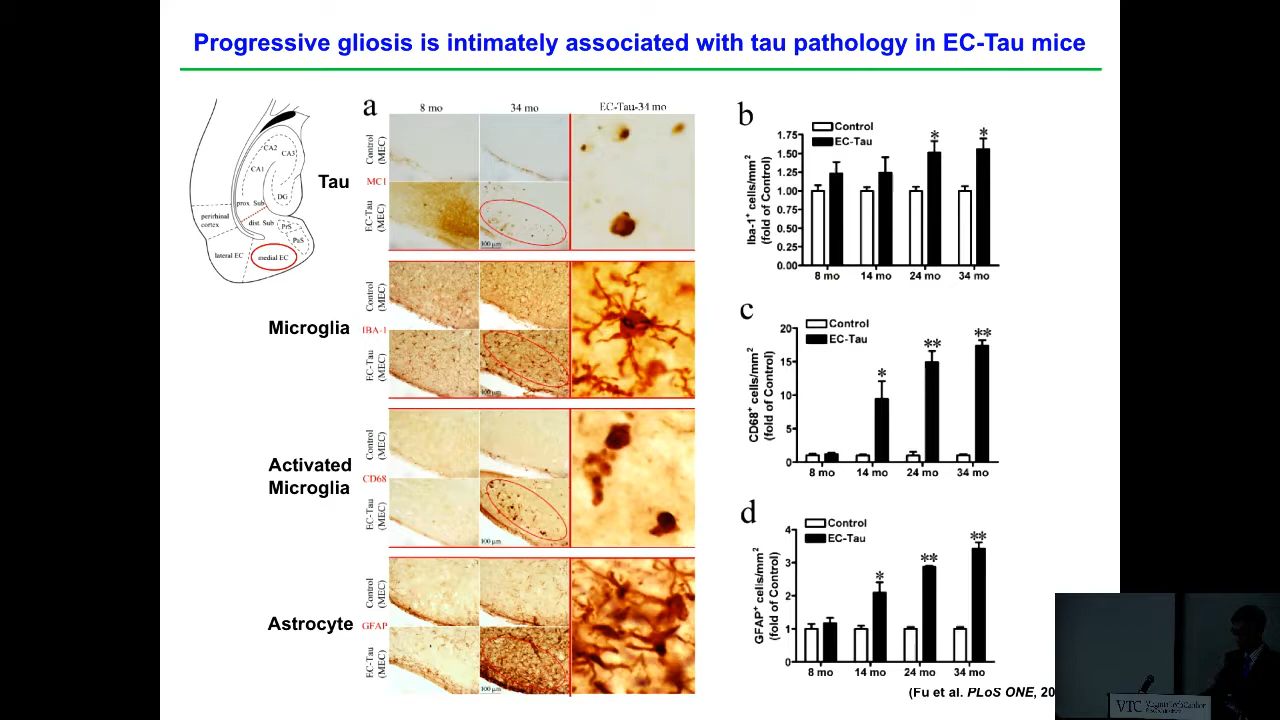 Progressive gliosis is intimately associated with tau pathology in EC-Tau mice
CA2
CA3
CA1
DG
prox. Sub
dist. Sub
PrS
PaS
perirhinal
cortex
lateral EC
medial EC
a
8 mo
34 mo
EC-Tau-34 mo
Tau
Control
(MEC)
MC1
EC-Tau
(MEC)
100 µm
Microglia
Control
(MEC)
IBA-1
EC-Tau
(MEC)
100 µm
Activated
Microglia
Control
(MEC)
CD68
EC-Tau
(MEC)
100 µm
Astrocyte
Control
(MEC)
GFAP
EC-Tau
(MEC)
100 µm
b
Control
EC-Tau
Iba-1+ cells/mm2
(fold of Control)
1.75
1.50
1.25
1.00
0.75
0.50
0.25
0.00
* *
8 mo 14 mo 24 mo 34 mo
c
Control
EC-Tau
CD68+ cells/mm2
(fold of Control)
20
15
10
5
0
* ** **
8 mo 14 mo 24 mo 34 mo
d
Control
EC-Tau
GFAP+ cells/mm2
(fold of Control)
4
3
2
1
0
* ** **
8 mo 14 mo 24 mo 34 mo
(Fu et al. PLoS ONE, 20
VTC